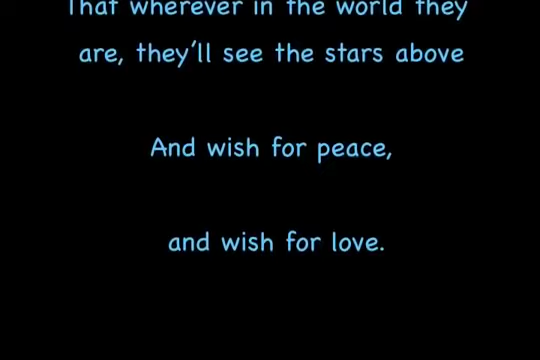 That wherever in the world they
are, they'll see the stars above
And wish for peace,
and wish for love.